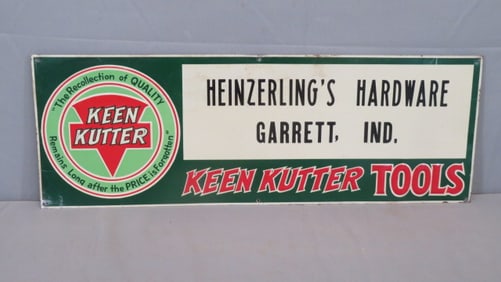 "The Recollection of QUALITY
Remains Long after the PRICE is Forgotten"
KEEN
KUTTER
HEINZERLING'S HARDWARE
GARRETT, IND.
KEEN KUTTER TOOLS